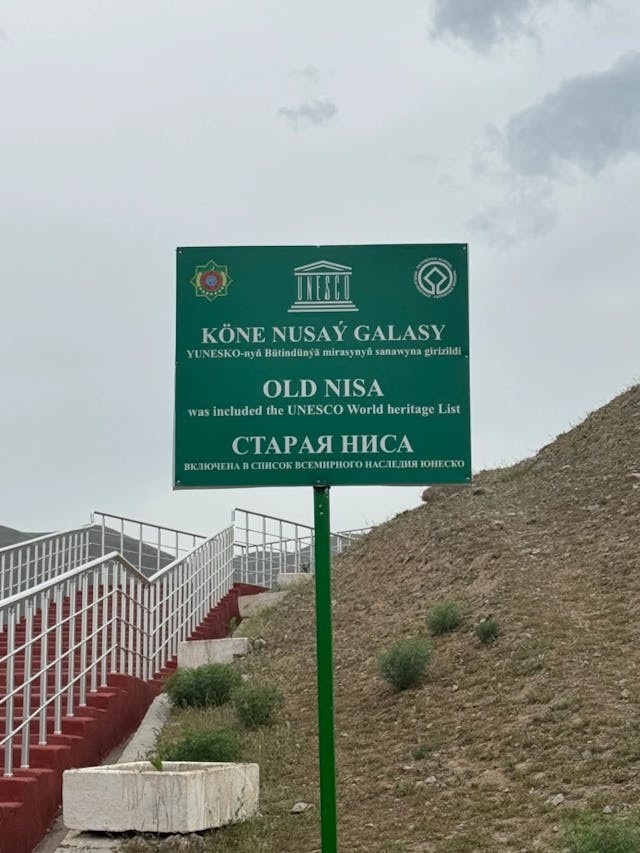 UNESCO
KÖNE NUSAÝ GALASY
YUNESKO-nyň Bütindünýä mirasynyň sanawyna girizildi
OLD NISA
was included the UNESCO World heritage List
СТАРАЯ НИСА
ВКЛЮЧЕНА В СПИСОК ВСЕМИРНОГО НАСЛЕДИЯ ЮНЕСКО